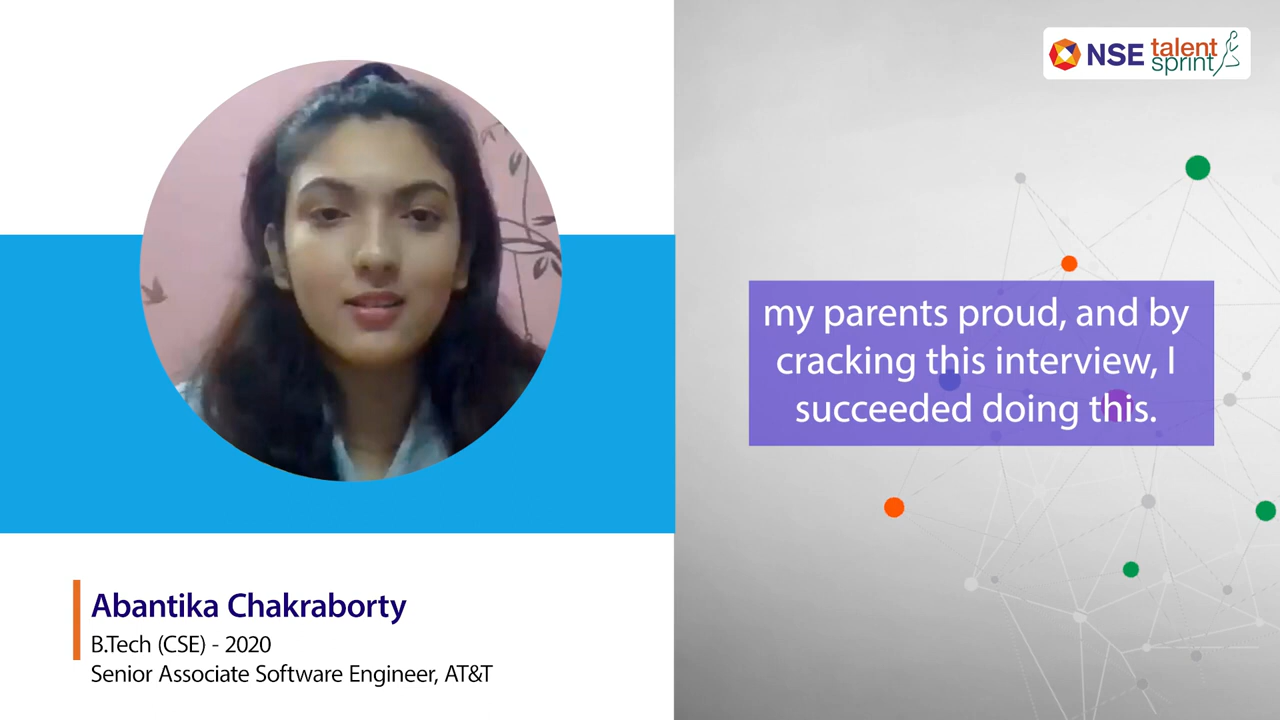 NSE talent
sprint
my parents proud, and by
cracking this interview, I
succeeded doing this.
Abantika Chakraborty
B.Tech (CSE) - 2020
Senior Associate Software Engineer, AT&T